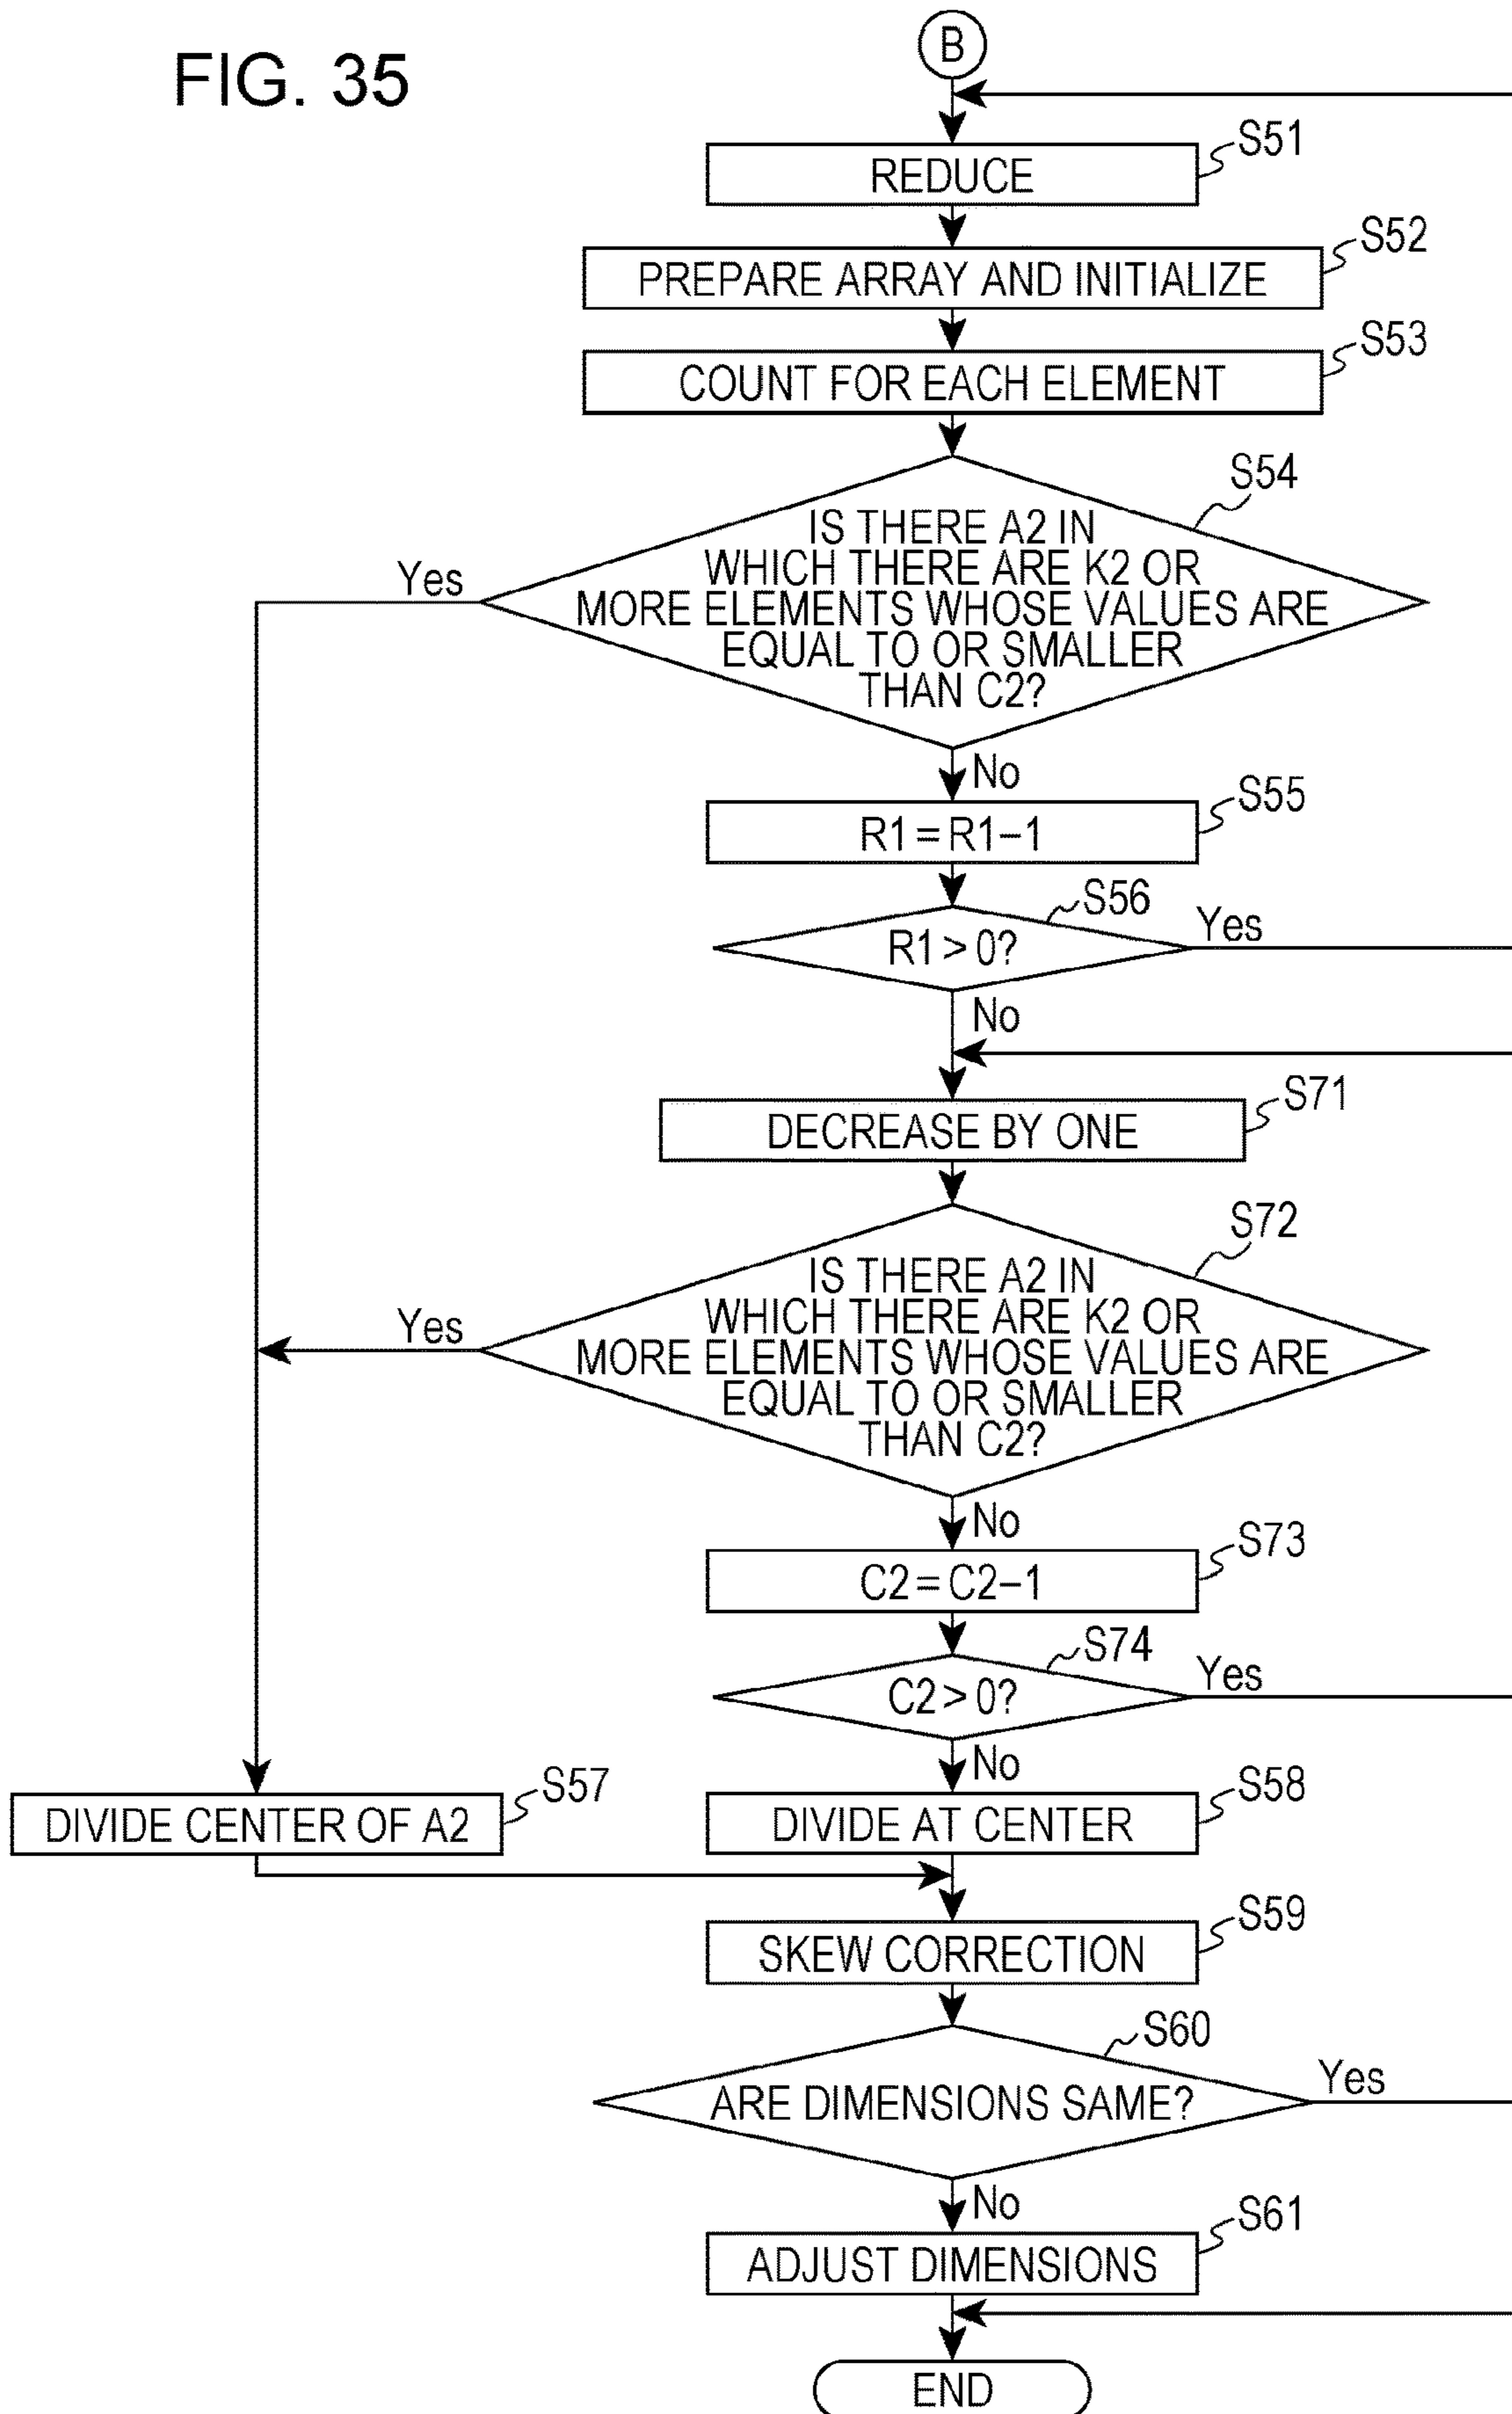 FIG. 35
B
REDUCE
S51
PREPARE ARRAY AND INITIALIZE
S52
COUNT FOR EACH ELEMENT
S53
S54
IS THERE A2 IN
WHICH THERE ARE K2 OR
MORE ELEMENTS WHOSE VALUES ARE
EQUAL TO OR SMALLER
THAN C2?
Yes
No
R1 = R1–1
S55
R1 > 0?
S56
Yes
No
DECREASE BY ONE
S71
S72
IS THERE A2 IN
WHICH THERE ARE K2 OR
MORE ELEMENTS WHOSE VALUES ARE
EQUAL TO OR SMALLER
THAN C2?
Yes
No
C2 = C2–1
S73
C2 > 0?
S74
Yes
No
DIVIDE CENTER OF A2
S57
DIVIDE AT CENTER
S58
SKEW CORRECTION
S59
ARE DIMENSIONS SAME?
S60
Yes
No
ADJUST DIMENSIONS
S61
END